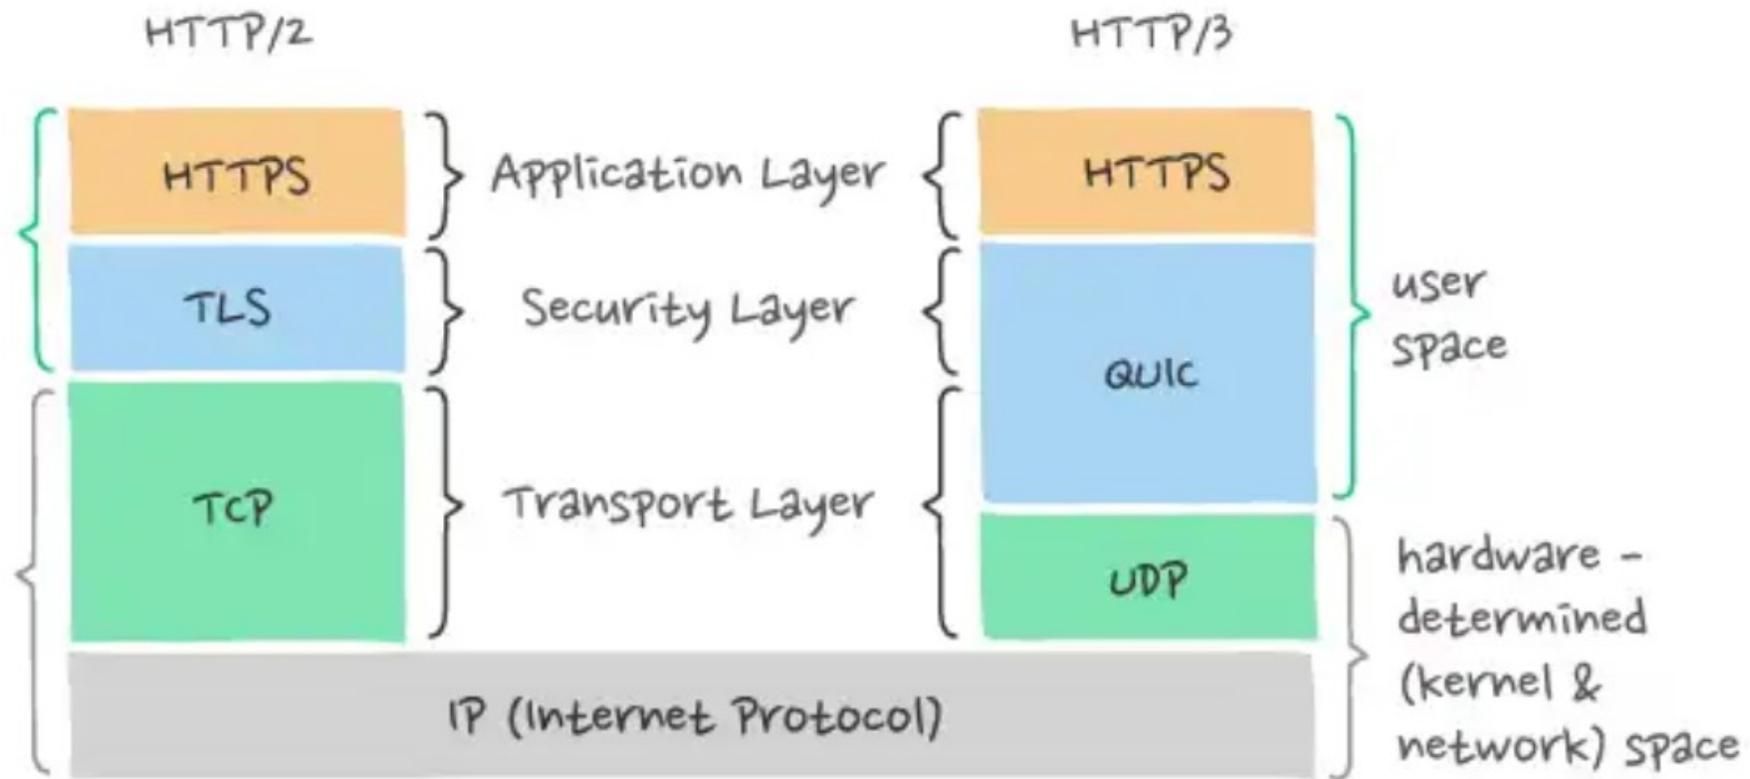 HTTP/2
HTTP/3
HTTPS
Application Layer
HTTPS
TLS
Security Layer
QUIC
user
space
TCP
Transport Layer
UDP
hardware -
determined
(kernel &
network) space
IP (Internet Protocol)